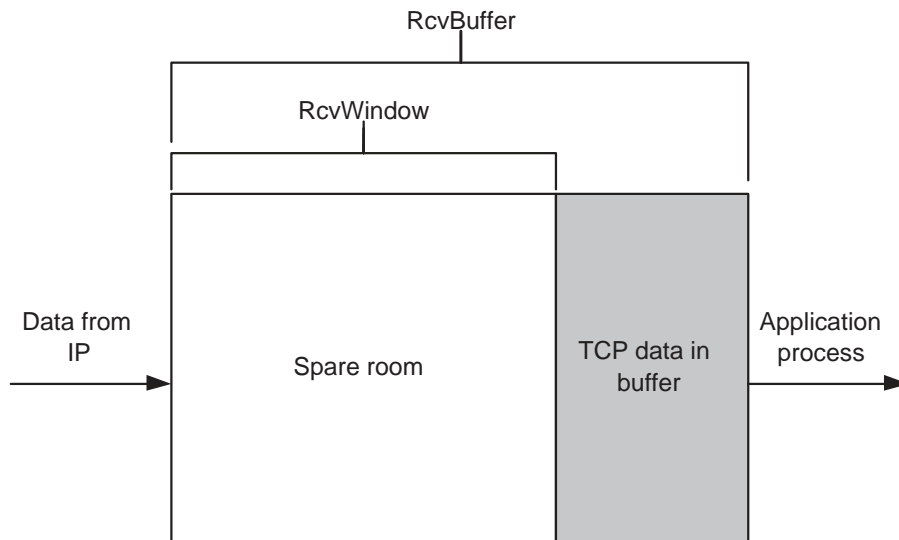 RcvBuffer
RcvWindow
Data from
IP
Spare room
TCP data in
buffer
Application
process